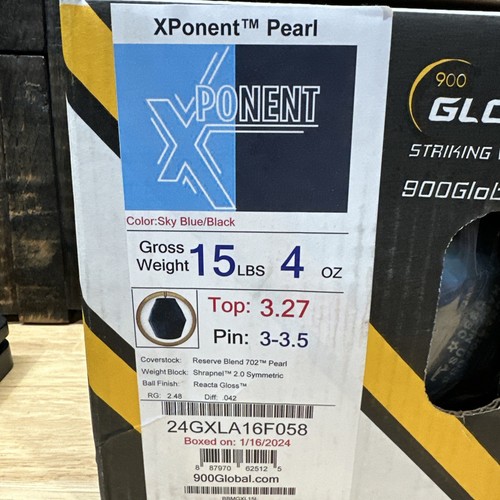 XPonent™ Pearl
XPONENT
Color:Sky Blue/Black
Gross Weight 15 LBS 4 OZ
Top: 3.27
Pin: 3-3.5
Coverstock: Reserve Blend 702™ Pearl
Weight Block: Shrapnel™ 2.0 Symmetric
Ball Finish: Reacta Gloss™
RG: 2.48 Diff: .042
24GXLA16F058
Boxed on: 1/16/2024
8 87970 62512 5
900Global.com
900
STRIKING